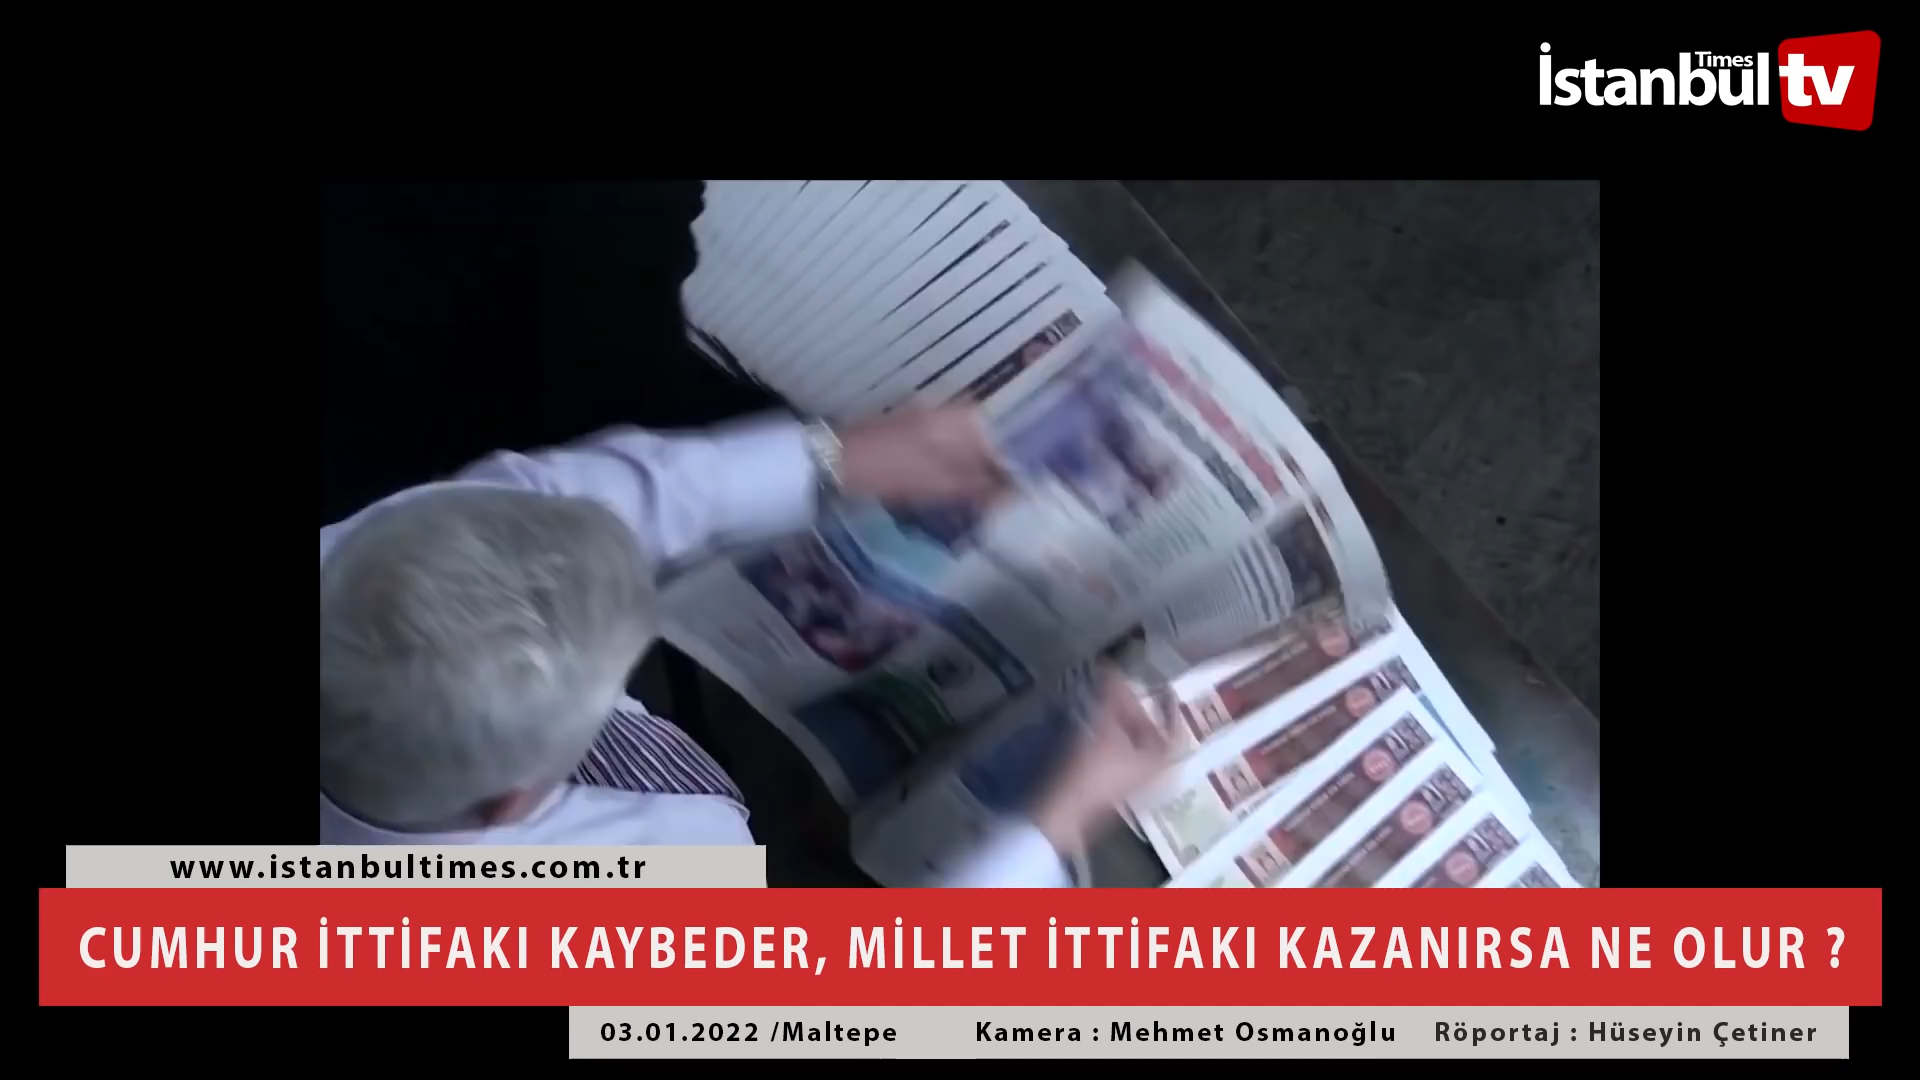 İstanbul Times tv
www.istanbultimes.com.tr
CUMHUR İTTİFAKI KAYBEDER, MİLLET İTTİFAKI KAZANIRSA NE OLUR ?
03.01.2022 /Maltepe Kamera : Mehmet Osmanoğlu Röportaj : Hüseyin Çetiner